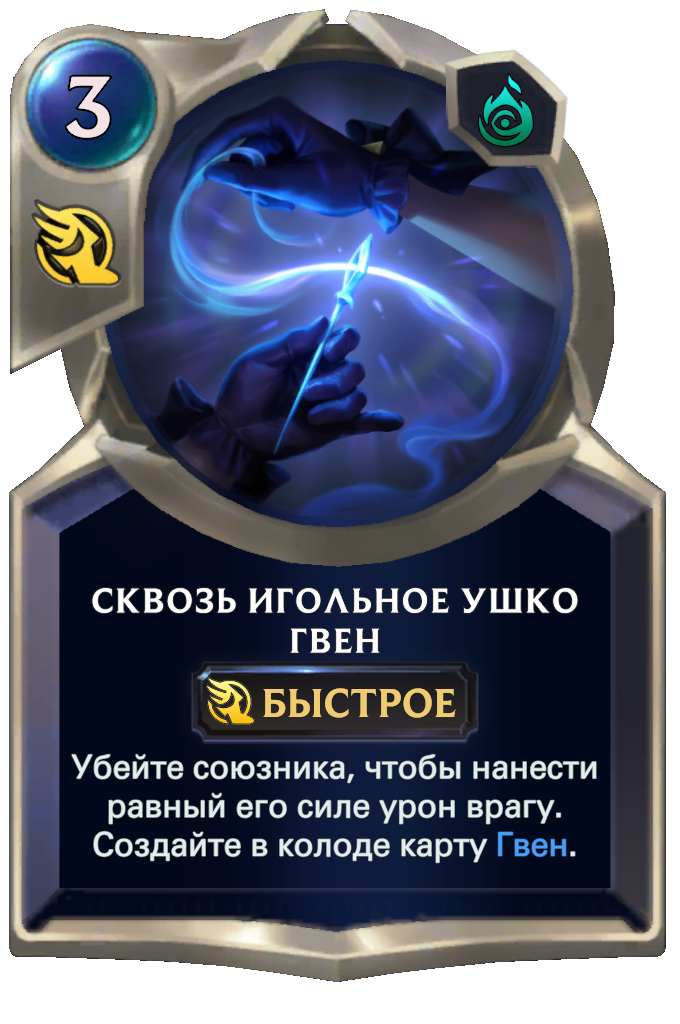 3
СКВОЗЬ ИГОЛЬНОЕ УШКО
ГВЕН
БЫСТРОЕ
Убейте союзника, чтобы нанести
равный его силе урон врагу.
Создайте в колоде карту Гвен.